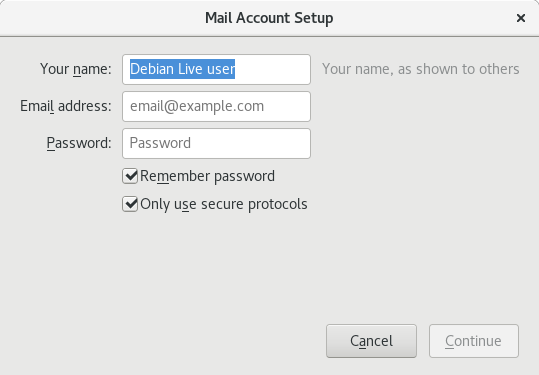 Mail Account Setup
Your name: Debian Live user Your name, as shown to others
Email address: email@example.com
Password: Password
Remember password
Only use secure protocols
Cancel Continue